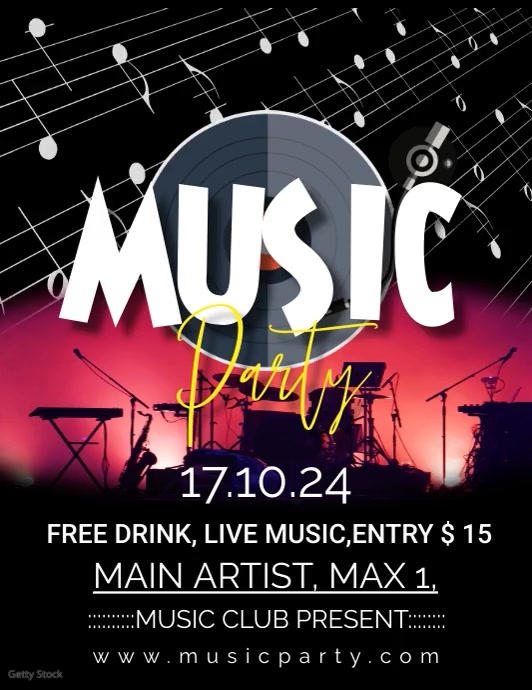 MUSIC
Party
17.10.24
FREE DRINK, LIVE MUSIC,ENTRY $ 15
MAIN ARTIST, MAX 1,
::::::::::MUSIC CLUB PRESENT::::::::
www.musicparty.com
Getty Stock